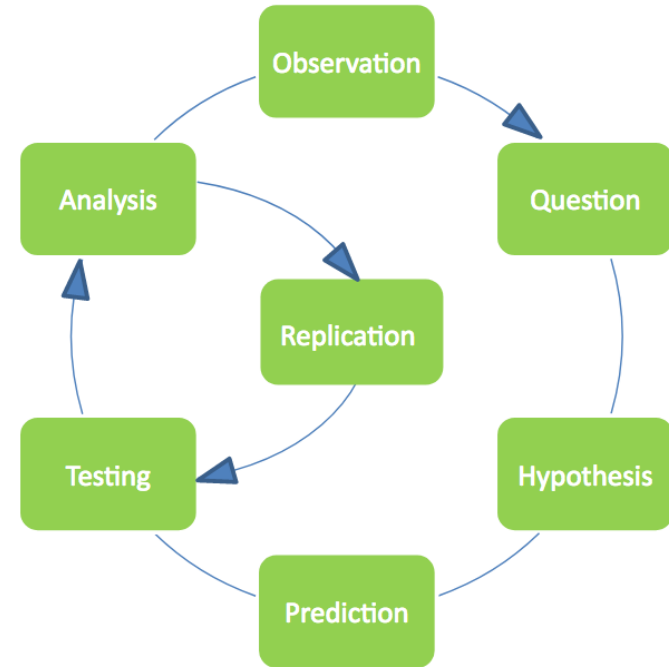 Observation
Analysis
Question
Replication
Testing
Hypothesis
Prediction